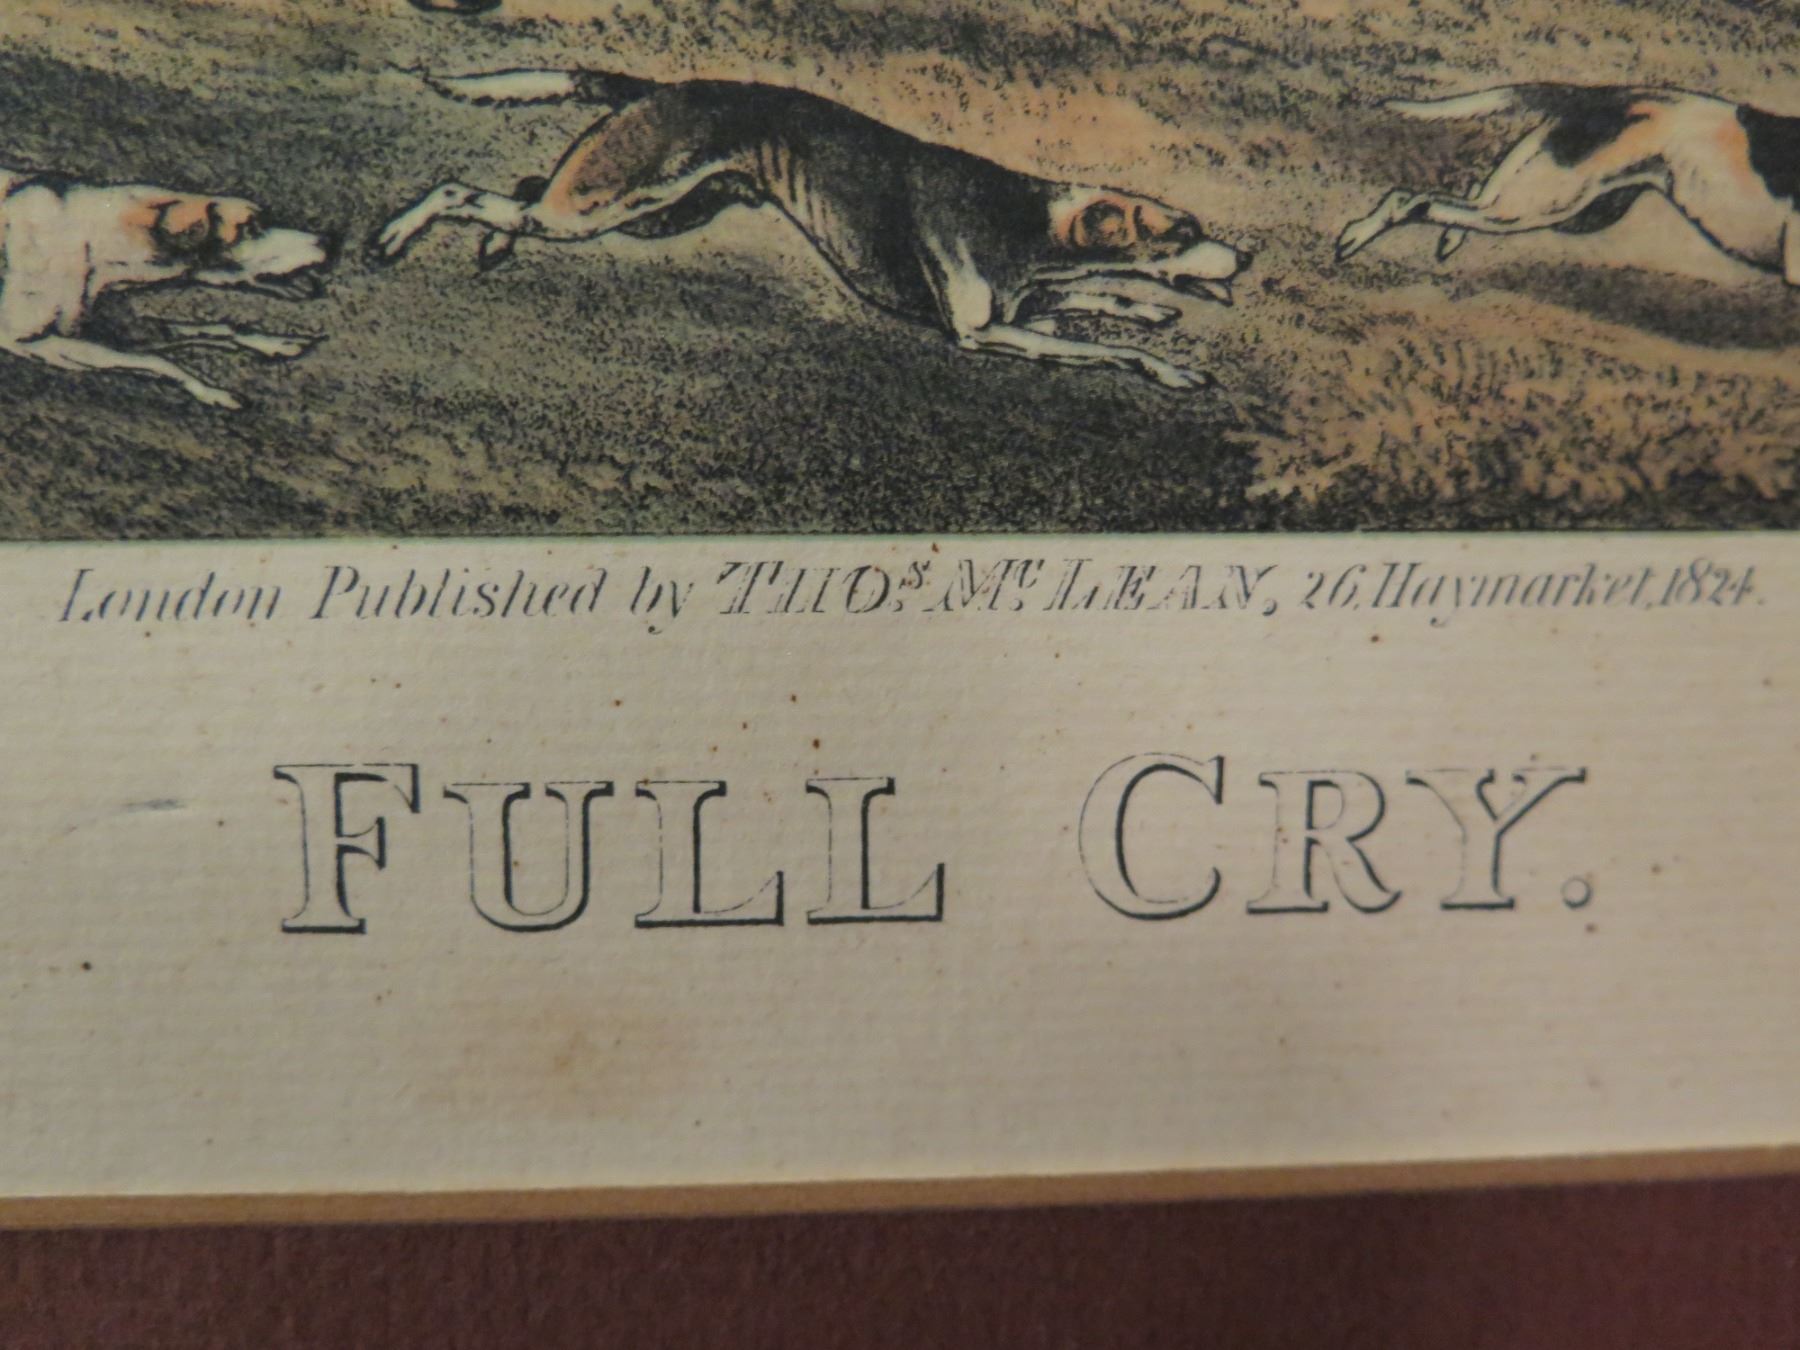 London Published by THOs. Mc. LEAN, 26, Haymarket, 1824.
FULL CRY.